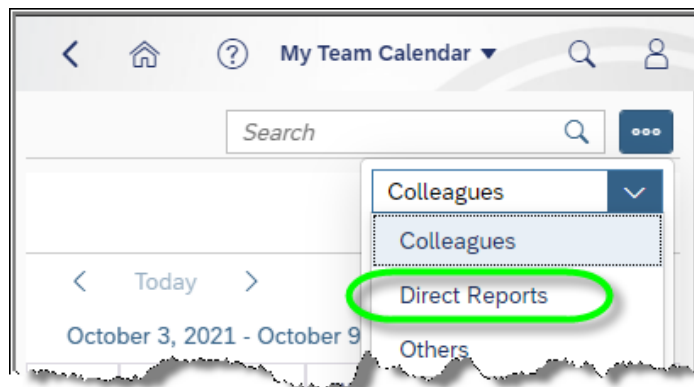 My Team Calendar
Search
Colleagues
Colleagues
Today
Direct Reports
October 3, 2021 - October 9
Others